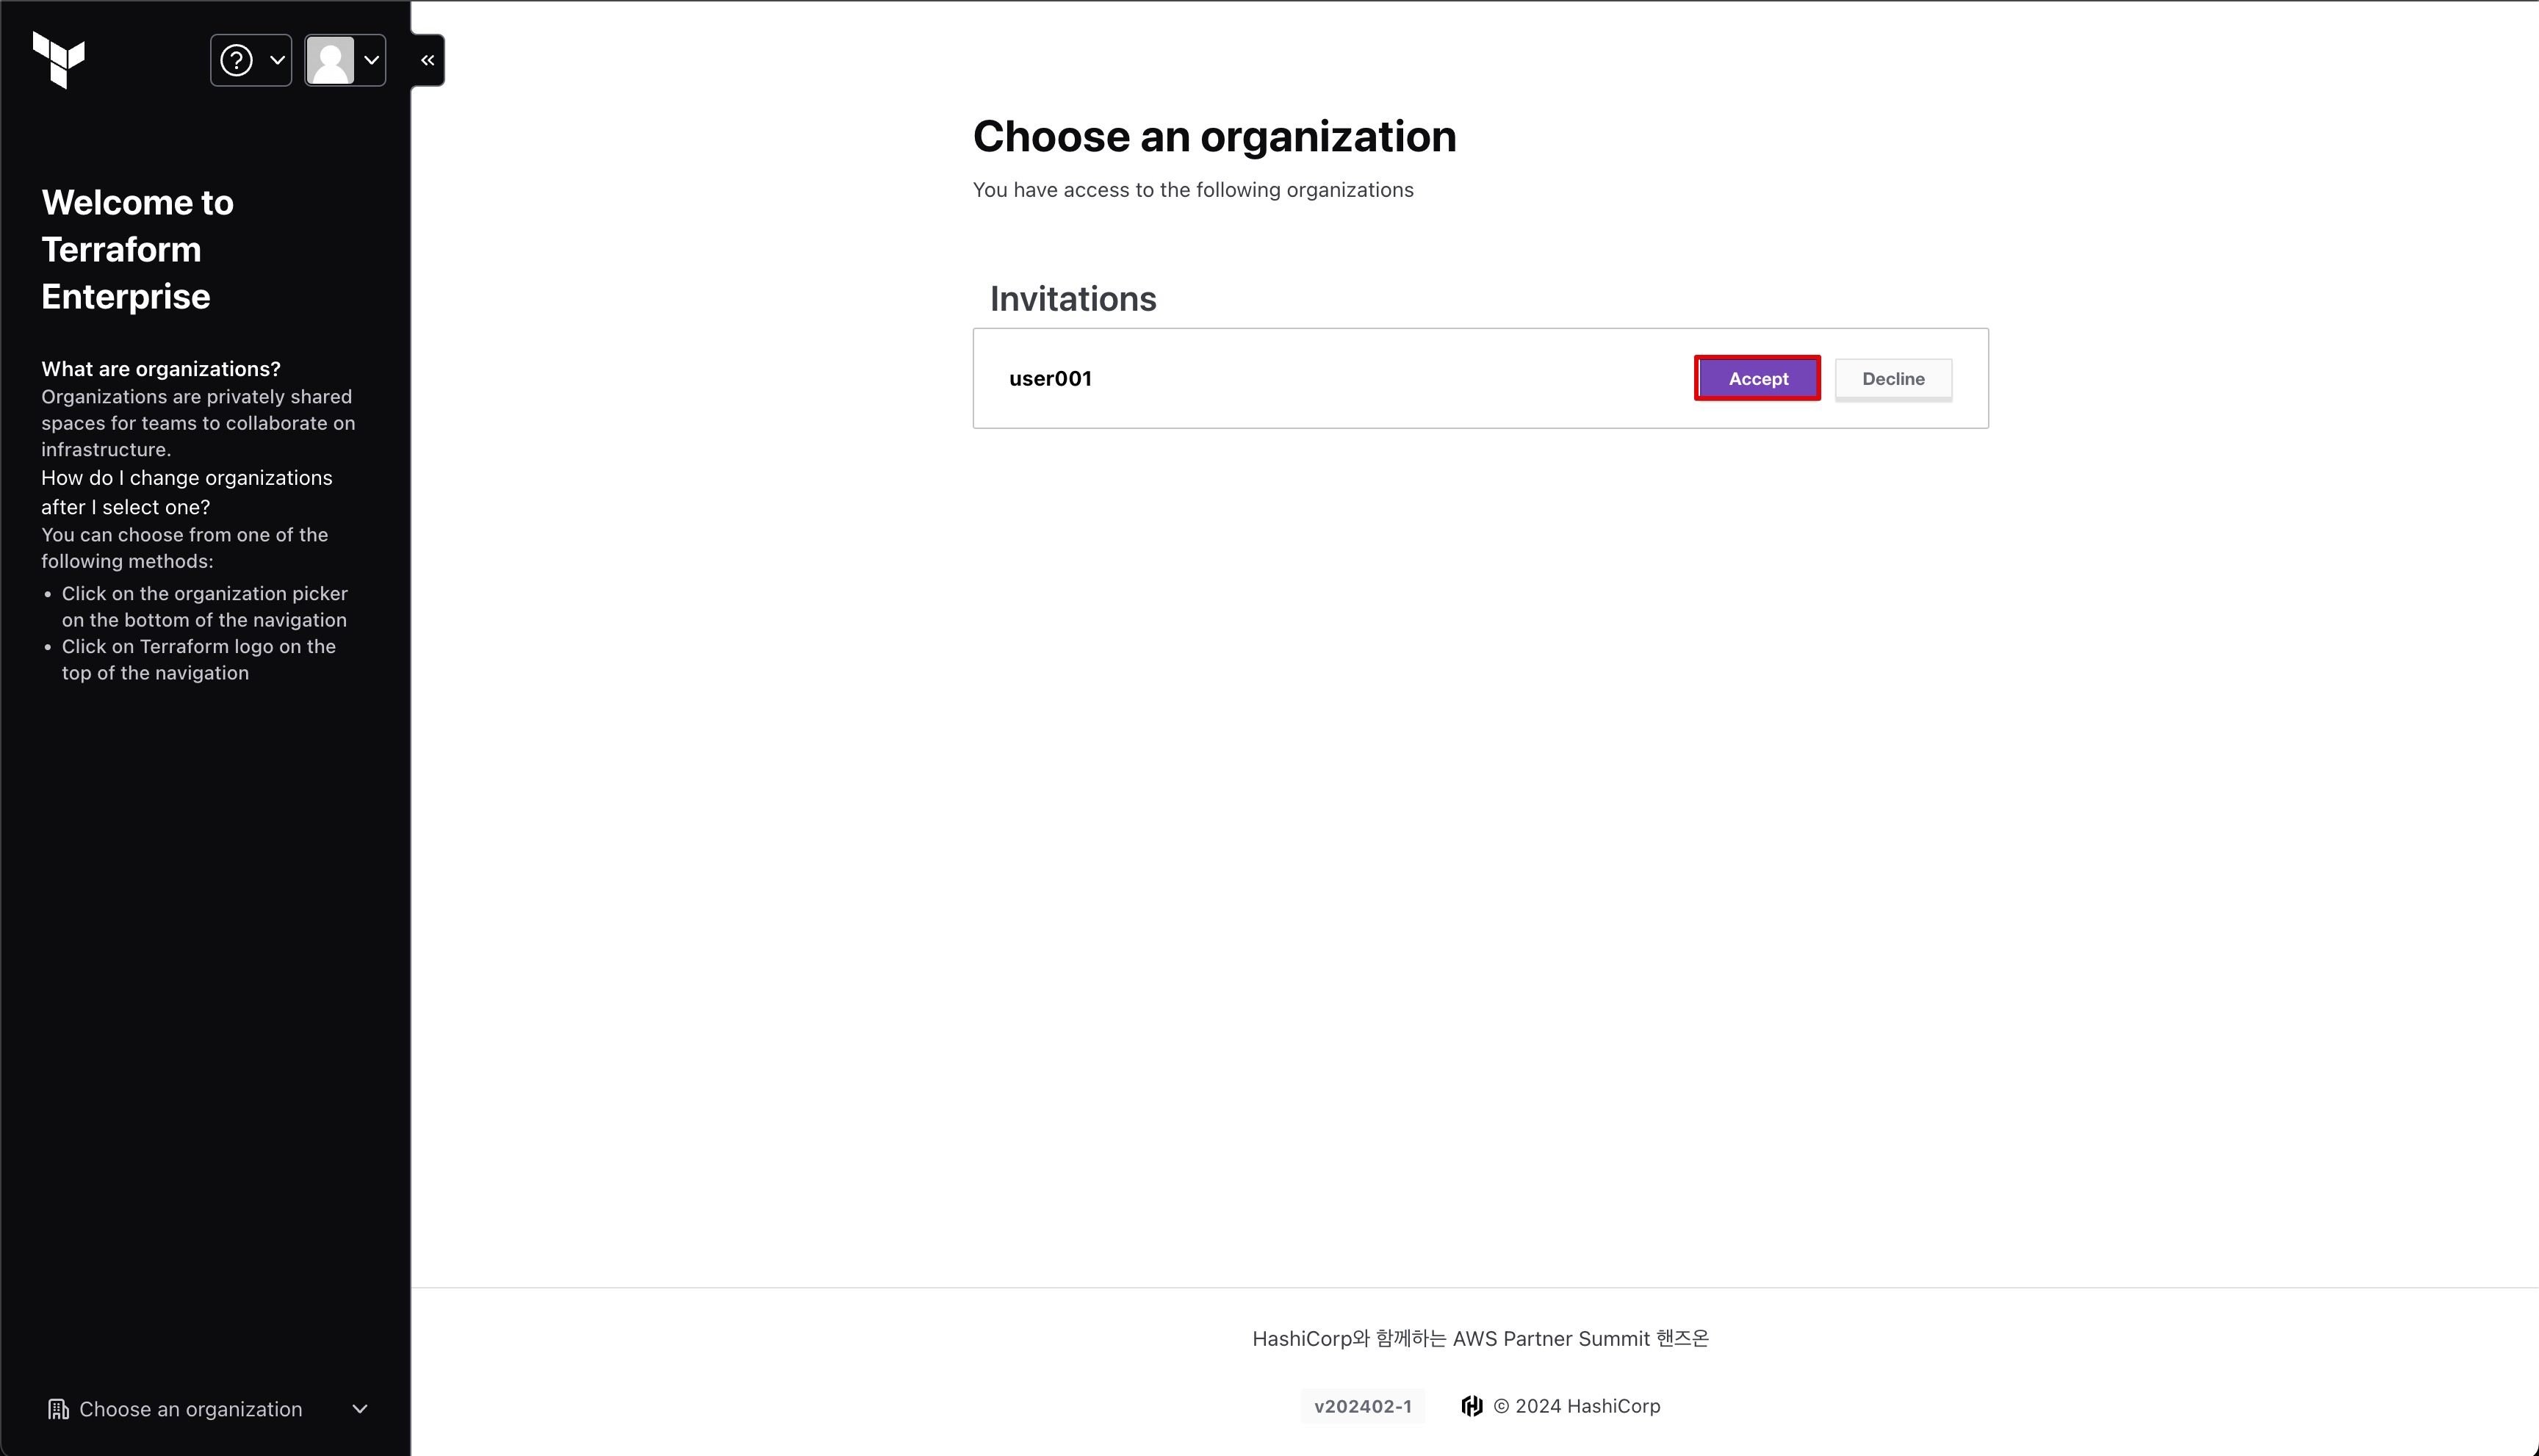 Welcome to
Terraform
Enterprise
What are organizations?
Organizations are privately shared
spaces for teams to collaborate on
infrastructure.
How do I change organizations
after I select one?
You can choose from one of the
following methods:
• Click on the organization picker
on the bottom of the navigation
• Click on Terraform logo on the
top of the navigation
Choose an organization
Choose an organization
You have access to the following organizations
Invitations
user001 Accept Decline
HashiCorp와 함께하는 AWS Partner Summit 핸즈온
v202402-1 © 2024 HashiCorp